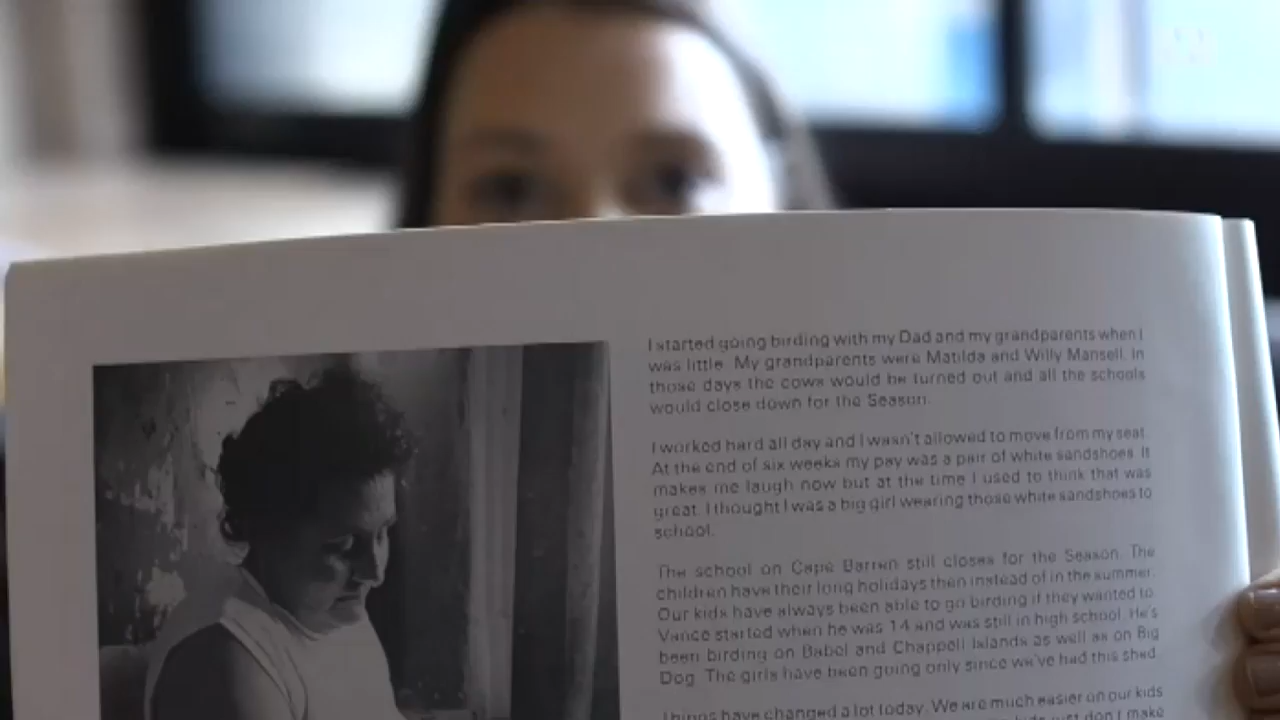 I started going birding with my Dad and my grandparents when I
was little. My grandparents were Matilda and Willy Mansell. In
those days the cows would be turned out and all the schools
would close down for the Season.
I worked hard all day and I wasn't allowed to move from my seat.
At the end of six weeks my pay was a pair of white sandshoes. It
makes me laugh now but at the time I used to think that was
great. I thought I was a big girl wearing those white sandshoes to
school.
The school on Cape Barren still closes for the Season. The
children have their long holidays then instead of in the summer.
Our kids have always been able to go birding if they wanted to.
Vance started when he was 14 and was still in high school. He's
been birding on Babel and Chappell Islands as well as on Big
Dog. The girls have been going only since we've had this shed.
Things have changed a lot today. We are much easier on our kids
kids just don't make